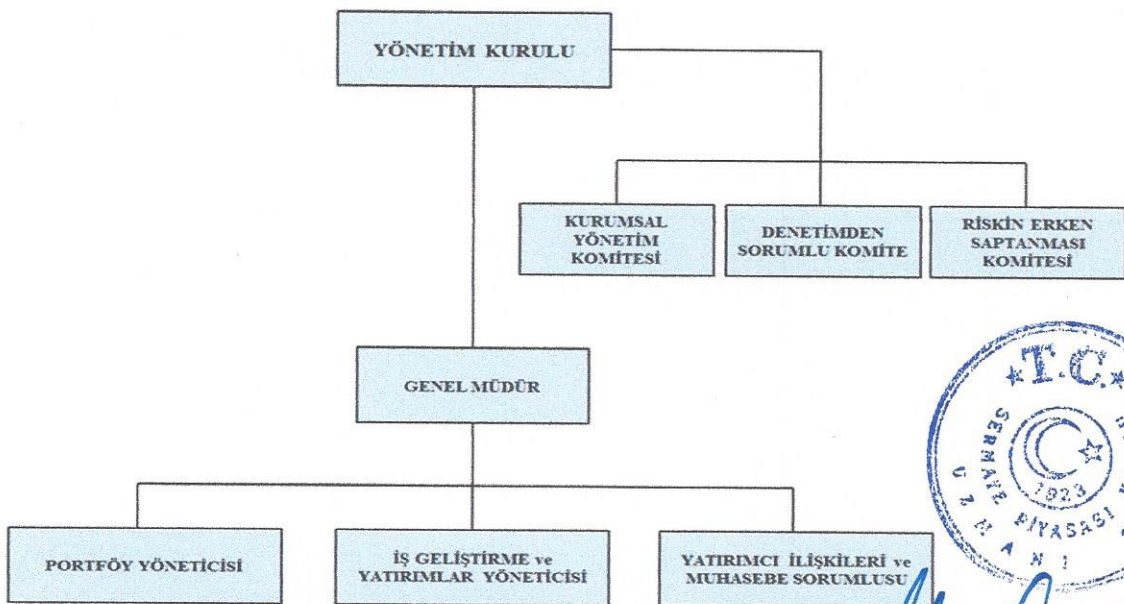 YÖNETİM KURULU
KURUMSAL
YÖNETİM
KOMİTESİ
DENETİMDEN
SORUMLU KOMİTE
RİSKİN ERKEN
SAPTANMASI
KOMİTESİ
GENEL MÜDÜR
PORTFÖY YÖNETİCİSİ
İŞ GELİŞTİRME ve
YATIRIMLAR YÖNETİCİSİ
YATIRIMCI İLİŞKİLERİ ve
MUHASEBE SORUMLUSU
T.C.
SERMAYE PİYASASI
1923
UZMANI